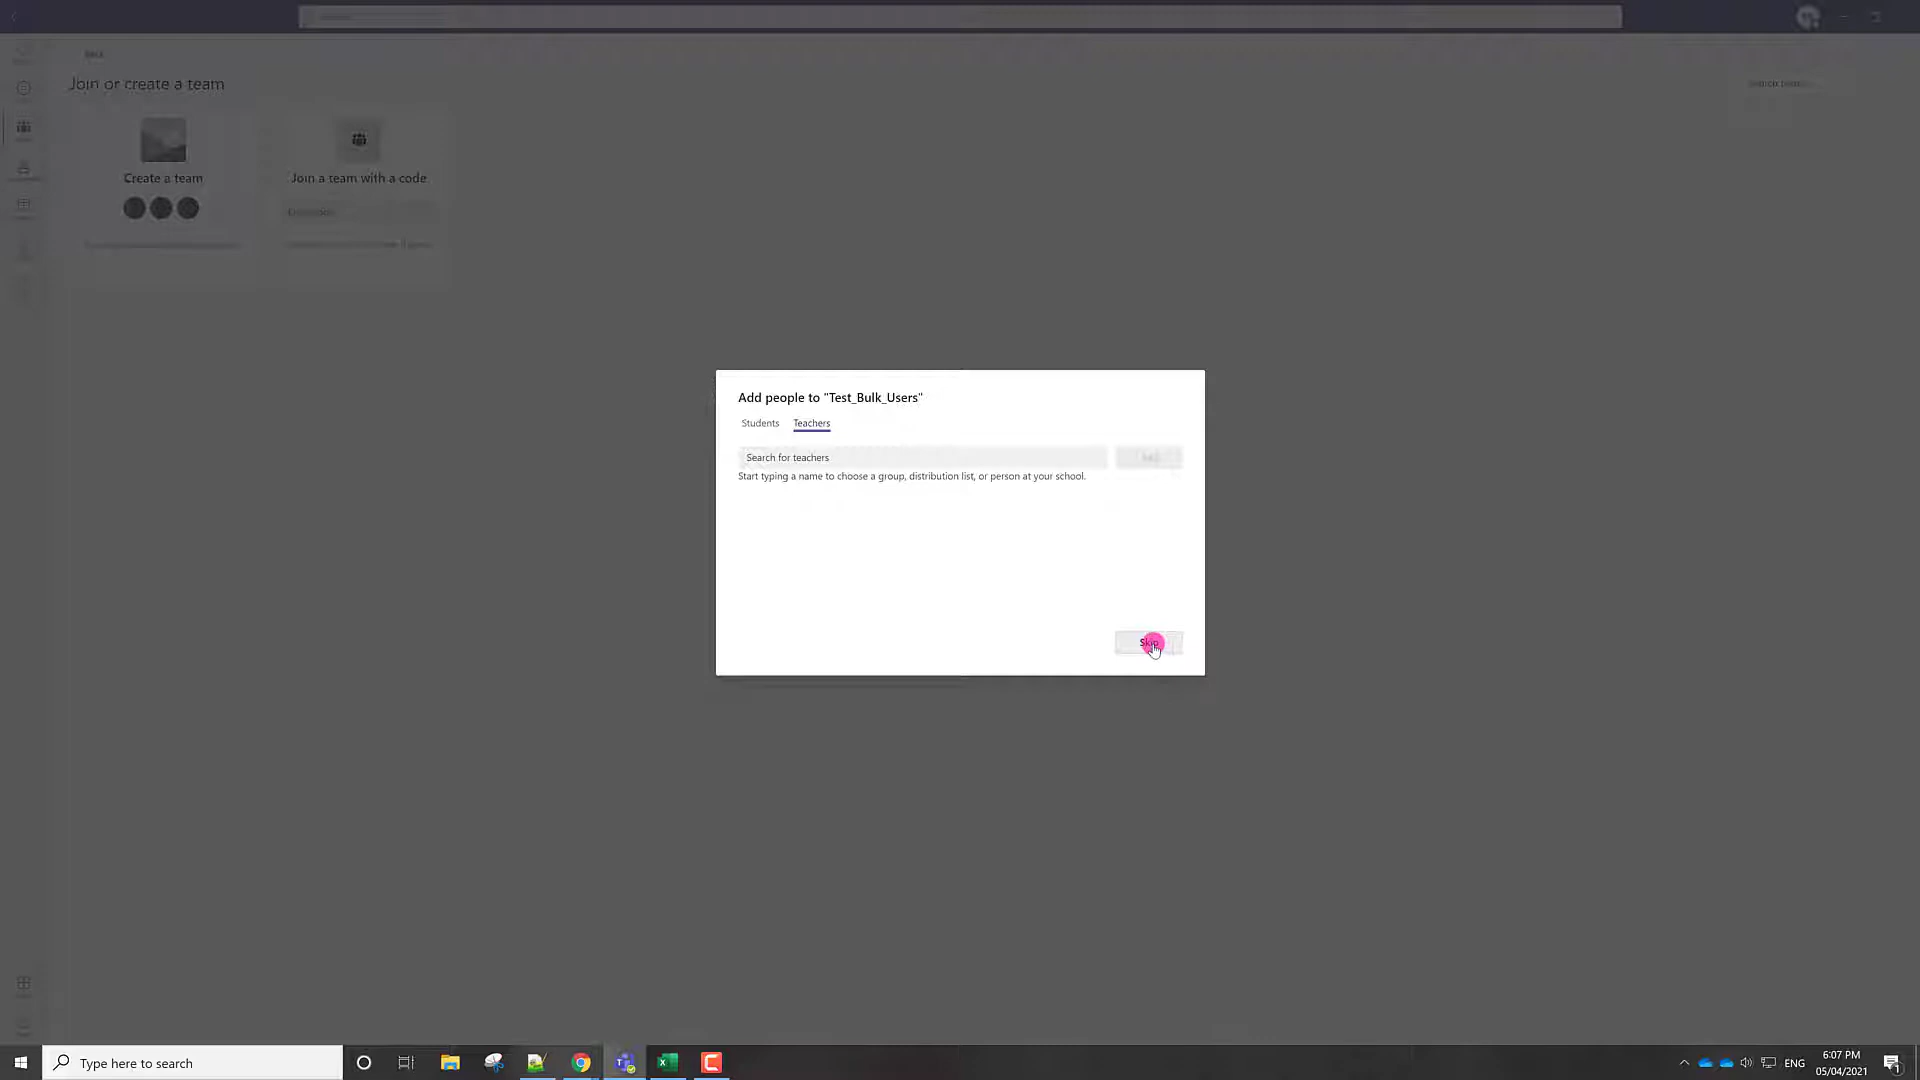 Join or create a team
Create a team
Join a team with a code
Add people to "Test_Bulk_Users"
Students
Teachers
Search for teachers
Start typing a name to choose a group, distribution list, or person at your school.
Skip
Type here to search
ENG
6:07 PM
05/04/2021